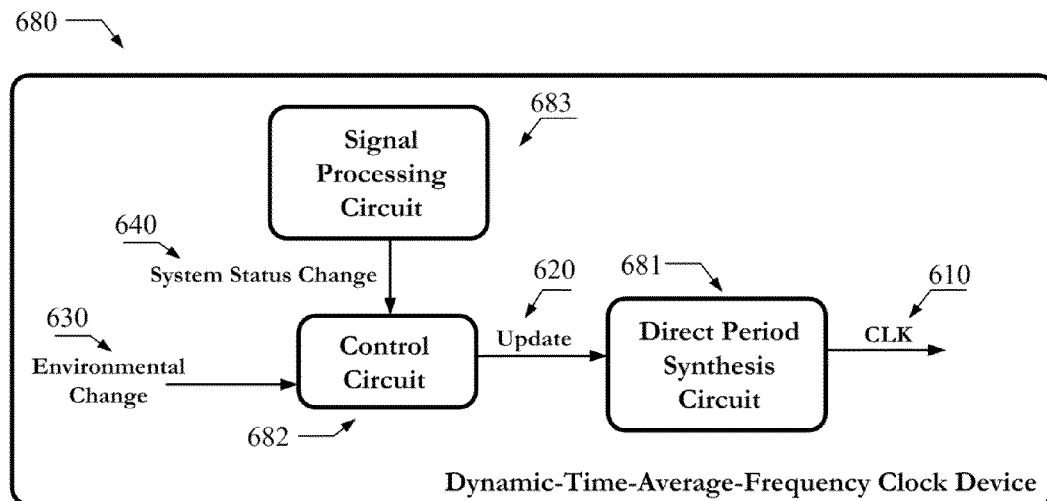 680
683
Signal
Processing
Circuit
640
System Status Change
620
681
610
630
Environmental
Change
Control
Circuit
Update
Direct Period
Synthesis
Circuit
CLK
682
Dynamic-Time-Average-Frequency Clock Device